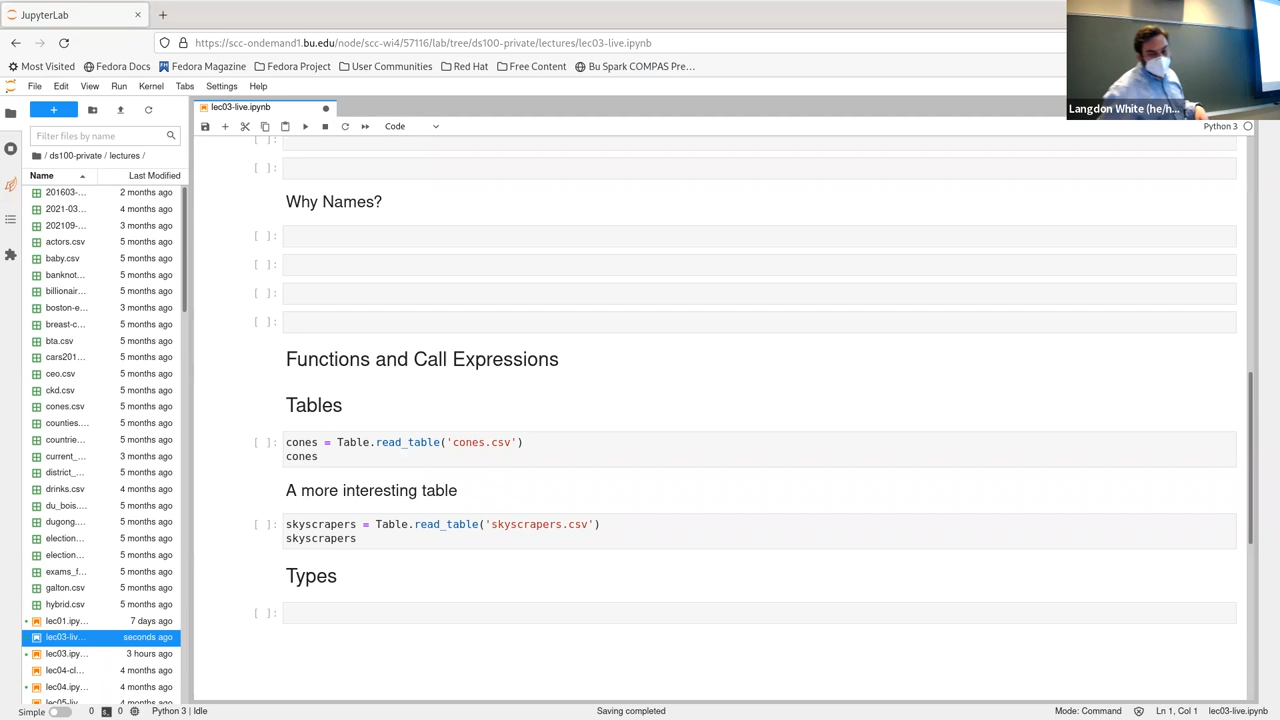 JupyterLab
https://scc-ondemand1.bu.edu/node/scc-wi4/57116/lab/tree/ds100-private/lectures/lec03-live.ipynb
Most Visited Fedora Docs Fedora Magazine Fedora Project User Communities Red Hat Free Content Bu Spark COMPAS Pre...
Langdon White (he/h...
File Edit View Run Kernel Tabs Settings Help
lec03-live.ipynb
Code
Python 3
Filter files by name
/ ds100-private / lectures /
Name Last Modified
201603-... 2 months ago
2021-03... 4 months ago
202109-... 3 months ago
actors.csv 5 months ago
baby.csv 5 months ago
banknot... 5 months ago
billionair... 5 months ago
boston-e... 3 months ago
breast-c... 5 months ago
bta.csv 5 months ago
cars201... 5 months ago
ceo.csv 5 months ago
ckd.csv 5 months ago
cones.csv 5 months ago
counties.... 5 months ago
countrie... 5 months ago
current_... 3 months ago
district_... 5 months ago
drinks.csv 4 months ago
du_bois.... 5 months ago
dugong.... 5 months ago
election... 5 months ago
election... 5 months ago
exams_f... 5 months ago
galton.csv 5 months ago
hybrid.csv 5 months ago
lec01.ipy... 7 days ago
lec03-liv... seconds ago
lec03.ipy... 3 hours ago
lec04-cl... 4 months ago
lec04.ipy... 4 months ago
lec05-liv... 4 months ago
[ ]:
[ ]:
Why Names?
[ ]:
[ ]:
[ ]:
[ ]:
Functions and Call Expressions
Tables
[ ]: cones = Table.read_table('cones.csv')
cones
A more interesting table
[ ]: skyscrapers = Table.read_table('skyscrapers.csv')
skyscrapers
Types
[ ]:
Simple 0 $_ 0 Python 3 | Idle Saving completed Mode: Command Ln 1, Col 1 lec03-live.ipynb